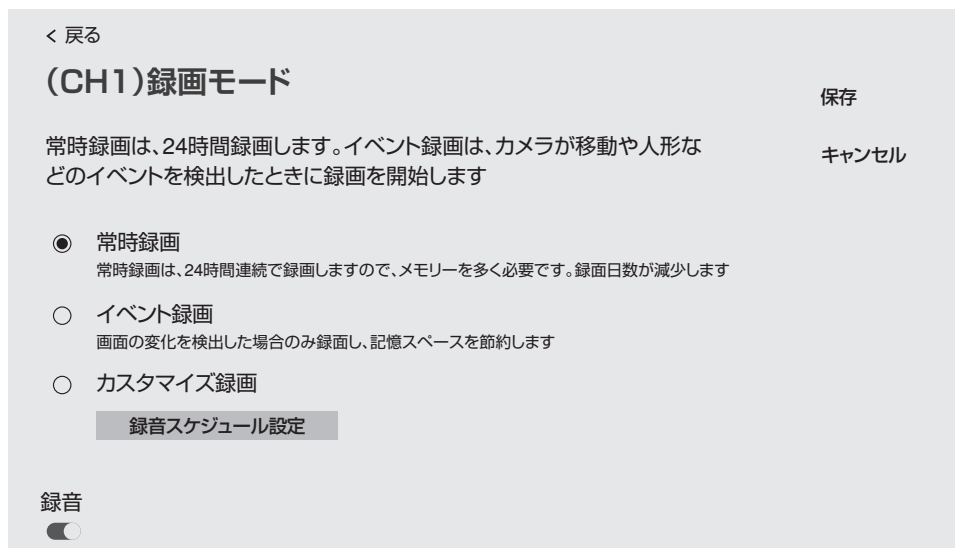 < 戻る
（CH1）録画モード
保存
常時録画は、24時間録画します。イベント録画は、カメラが移動や人形な
どのイベントを検出したときに録画を開始します
キャンセル
常時録画
常時録画は、24時間連続で録画しますので、メモリーを多く必要です。録面日数が減少します
イベント録画
画面の変化を検出した場合のみ録面し、記憶スペースを節約します
カスタマイズ録画
録音スケジュール設定
録音